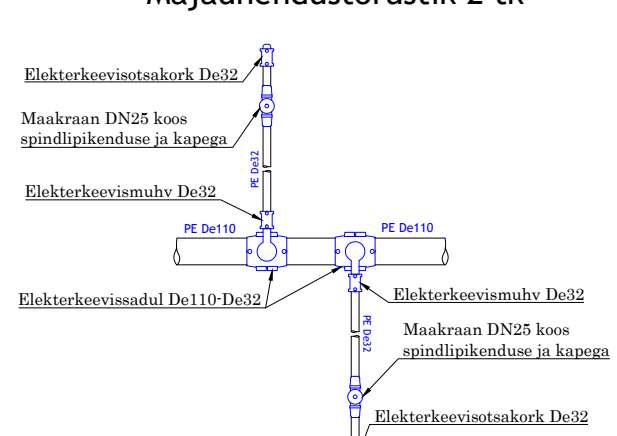 Majaühendustorustik 2 tk
Elekterkeevisotsakork De32
Maakraan DN25 koos
spindlipikenduse ja kapega
PE De32
Elekterkeevismuhv De32
PE De110
PE De110
Elekterkeevissadul De110-De32
Elekterkeevismuhv De32
PE De32
Maakraan DN25 koos
spindlipikenduse ja kapega
Elekterkeevisotsakork De32